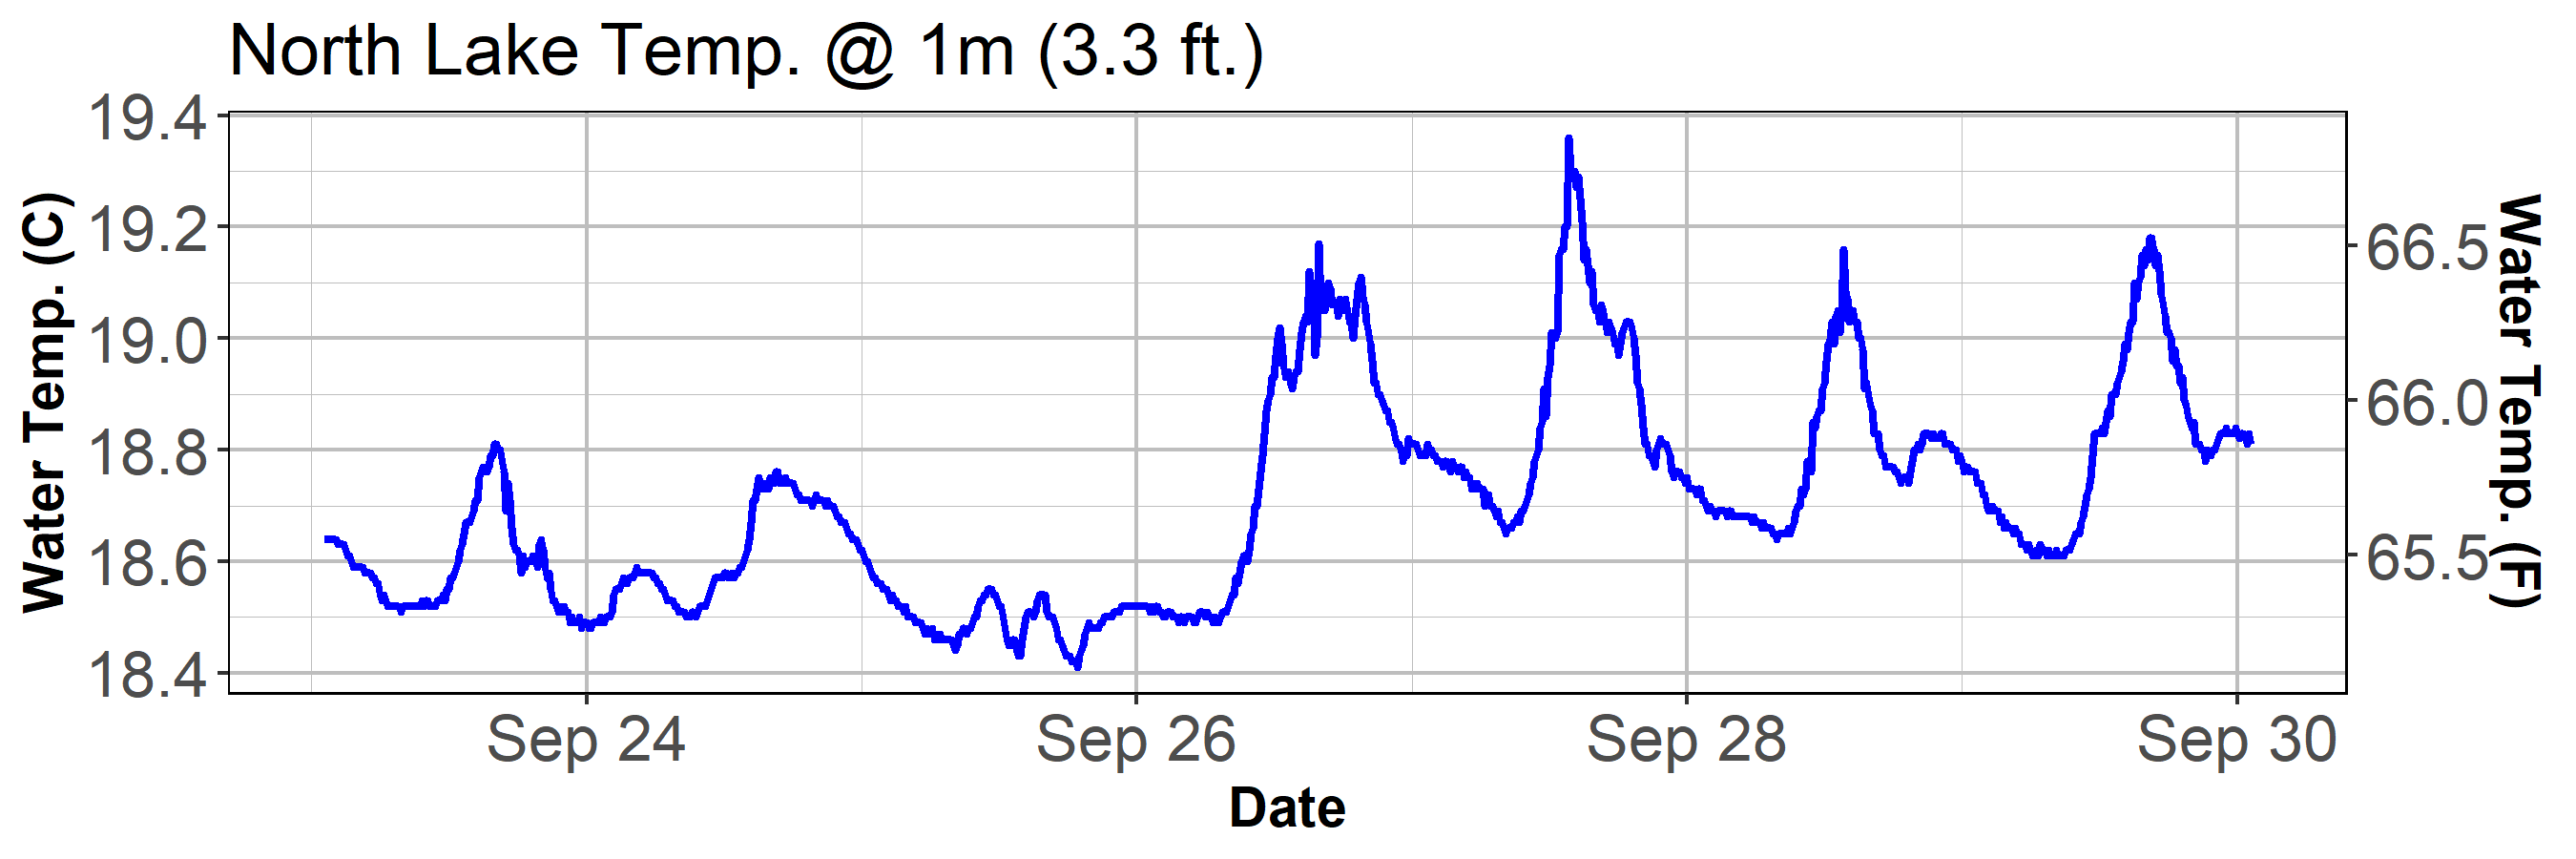 North Lake Temp. @ 1m (3.3 ft.)
Water Temp. (C)
19.4
19.2
19.0
18.8
18.6
18.4
Sep 24 Sep 26 Sep 28 Sep 30
Date
66.5
66.0
65.5
Water Temp. (F)